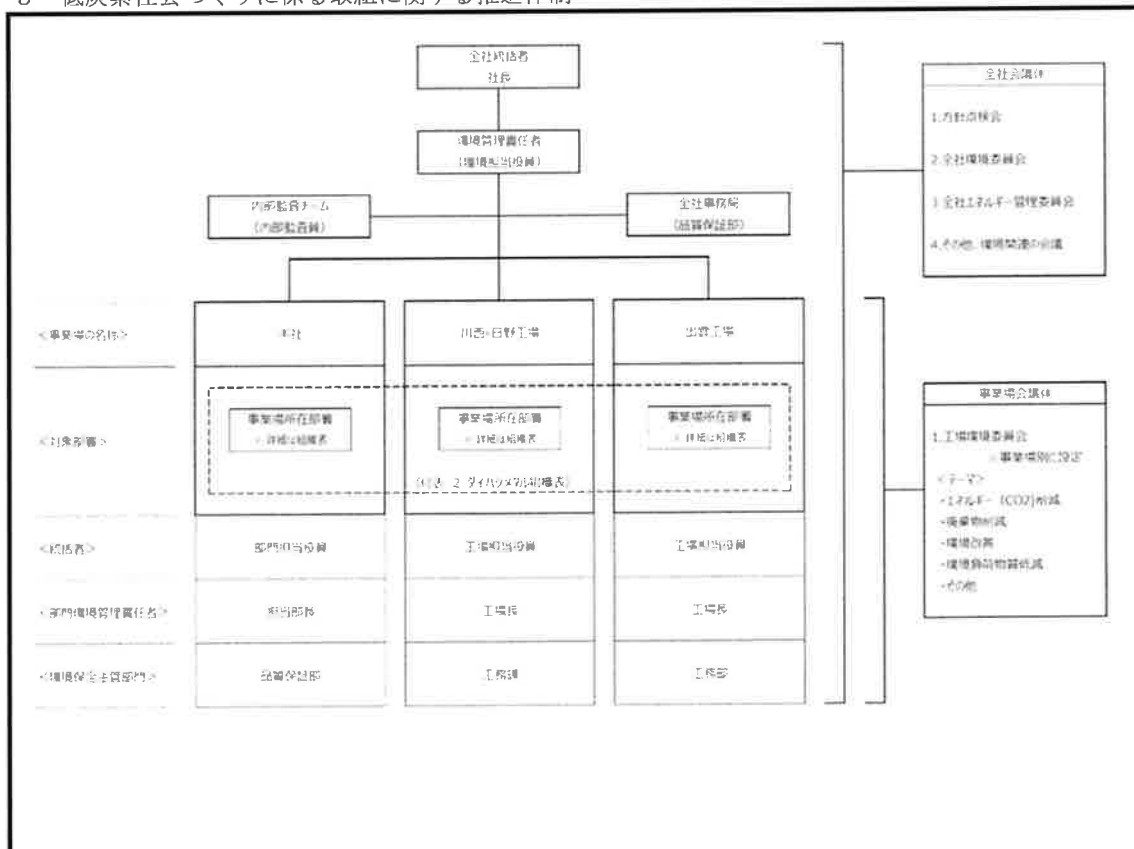 低炭素社会づくりに係る取組に関する推進体制
全社統括者
社長
環境管理責任者
(環境担当役員)
内部監査チーム
(内部監査員)
全社事務局
(品質保証部)
全社会議体
1.方針点検会
2.全社環境委員会
3.全社エネルギー管理委員会
4.その他、環境関連の会議
<事業場の名称>
本社
川西・日野工場
出雲工場
<対象部署>
事業場所在部署
※詳細は組織表
事業場所在部署
※詳細は組織表
事業場所在部署
※詳細は組織表
2 ダイハツメタル組織表)
<統括者>
部門担当役員
工場担当役員
工場担当役員
<部門環境管理責任者>
担当部長
工場長
工場長
<環境保全主管部門>
品質保証部
工務課
工務部
事業場会議体
1.工場環境委員会
※事業場別に設定
<テーマ>
・エネルギー (CO2)削減
・廃棄物削減
・環境改善
・環境負荷物質低減
・その他